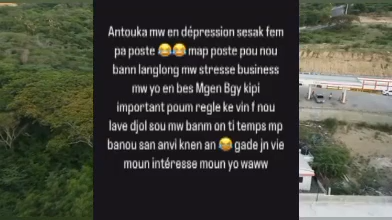 Antouka mw en dépression sesak fem
pa poste 😂😂 map poste pou nou
bann langlong mw stresse business
mw yo en bes Mgen Bgy kipi
important poum regle ke vin f nou
lave djol sou mw banm on ti temps mp
banou san anvi knen an 😂 gade jn vie
moun intéresse moun yo waww